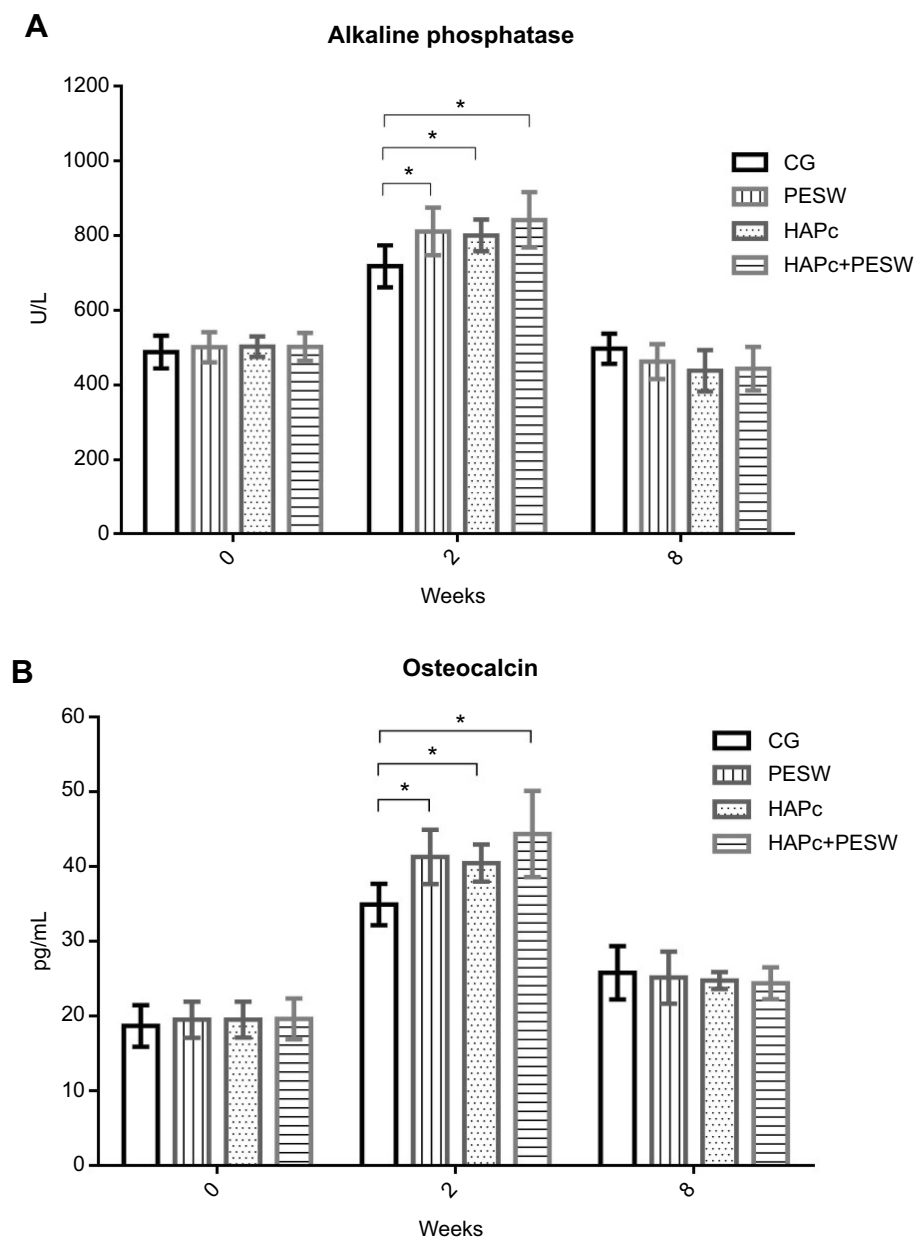 A
Alkaline phosphatase
1200
1000
800
600
400
200
0
U/L
*
*
*
CG
PESW
HAPc
HAPc+PESW
0
2
8
Weeks
B
Osteocalcin
60
50
40
30
20
10
0
pg/mL
*
*
*
CG
PESW
HAPc
HAPc+PESW
0
2
8
Weeks